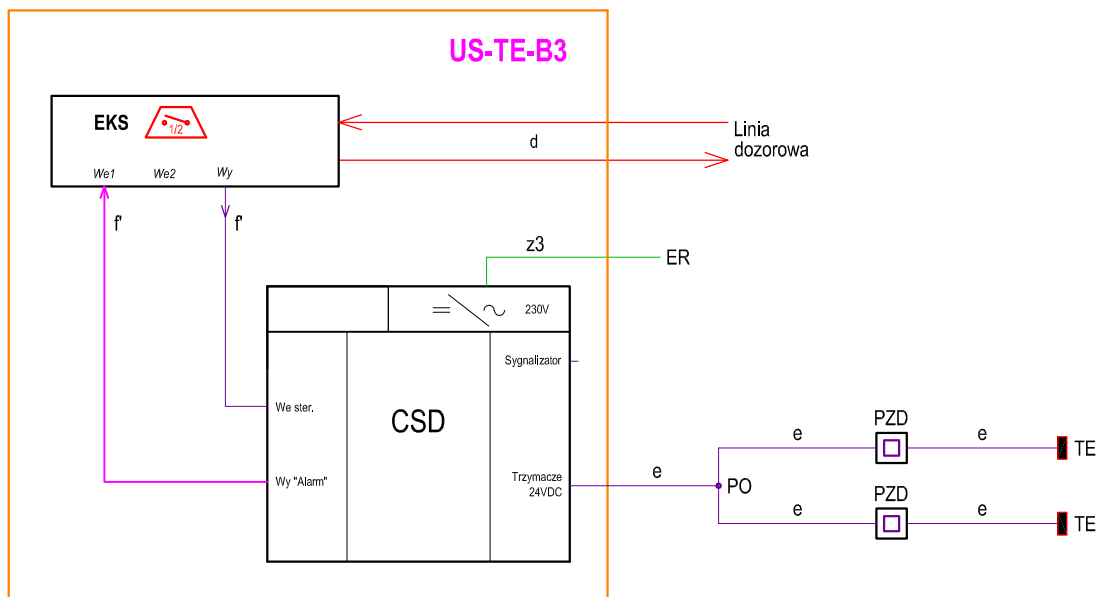 US-TE-B3
EKS
1/2
We1
We2
Wy
Linia
dozorowa
d
f'
f'
z3
ER
230V
Sygnalizator
We ster.
CSD
Wy "Alarm"
Trzymacze
24VDC
e
PO
e
PZD
e
TE
e
PZD
e
TE